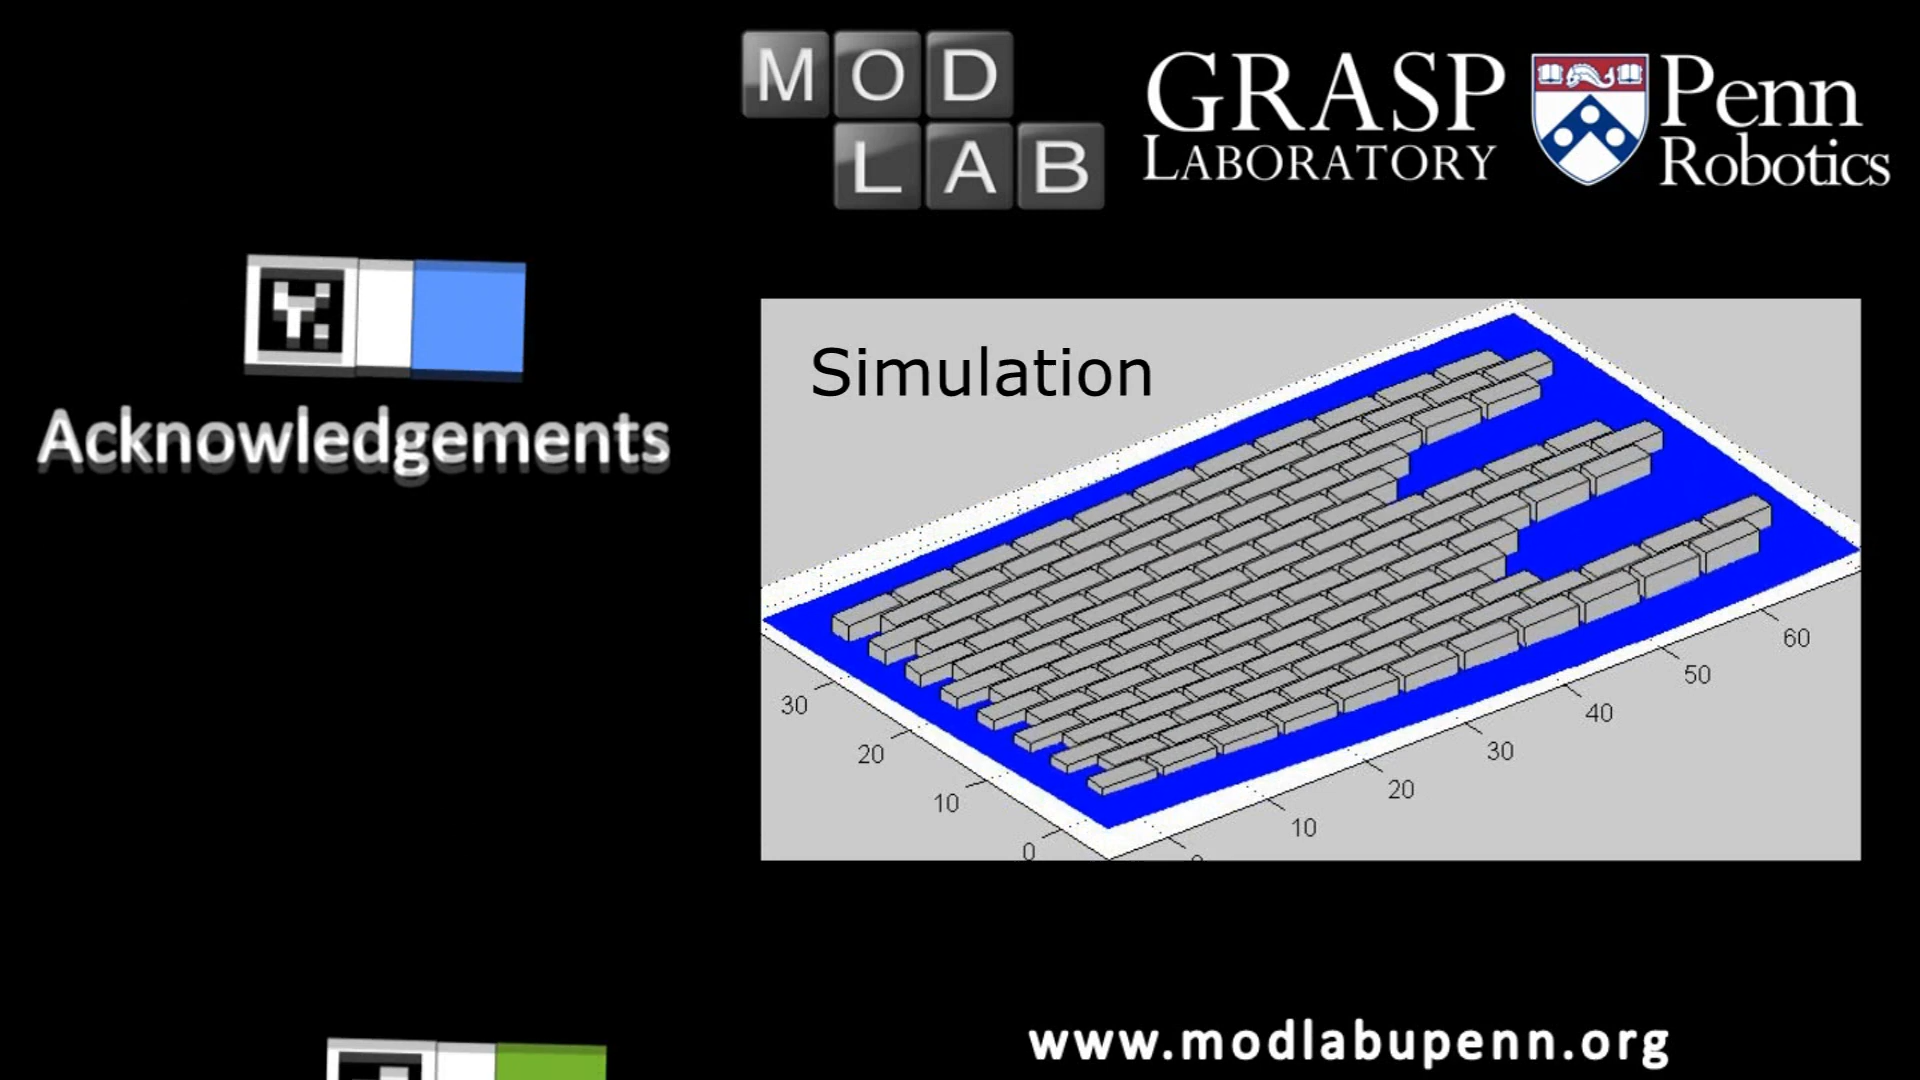 MOD
LAB
GRASP
LABORATORY
Penn
Robotics
Acknowledgements
Simulation
30
20
10
0
10
20
30
40
50
60
www.modlabupenn.org